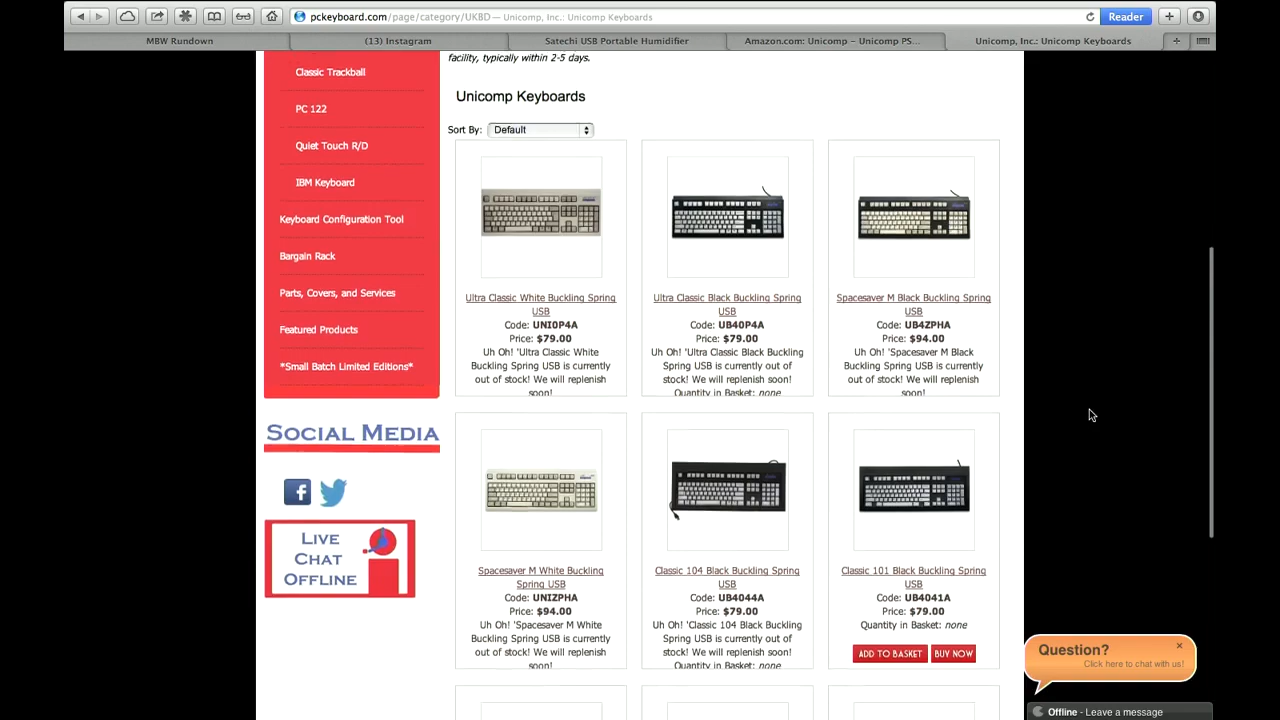 pckeyboard.com/page/category/UKBD — Unicomp, Inc.: Unicomp Keyboards
Reader
MBW Rundown
(13) Instagram
Satechi USB Portable Humidifier
Amazon.com: Unicomp – Unicomp PS...
Unicomp, Inc.: Unicomp Keyboards
Classic Trackball
PC 122
Quiet Touch R/D
IBM Keyboard
Keyboard Configuration Tool
Bargain Rack
Parts, Covers, and Services
Featured Products
*Small Batch Limited Editions*
SOCIAL MEDIA
LIVE
CHAT
OFFLINE
facility, typically within 2-5 days.
Unicomp Keyboards
Sort By: Default
Ultra Classic White Buckling Spring
USB
Code: UNI0P4A
Price: $79.00
Uh Oh! 'Ultra Classic White
Buckling Spring USB is currently
out of stock! We will replenish
soon!
Ultra Classic Black Buckling Spring
USB
Code: UB40P4A
Price: $79.00
Uh Oh! 'Ultra Classic Black Buckling
Spring USB is currently out of
stock! We will replenish soon!
Quantity in Basket: none
Spacesaver M Black Buckling Spring
USB
Code: UB4ZPHA
Price: $94.00
Uh Oh! 'Spacesaver M Black
Buckling Spring USB is currently
out of stock! We will replenish
soon!
Spacesaver M White Buckling
Spring USB
Code: UNIZPHA
Price: $94.00
Uh Oh! 'Spacesaver M White
Buckling Spring USB is currently
out of stock! We will replenish
soon!
Classic 104 Black Buckling Spring
USB
Code: UB4044A
Price: $79.00
Uh Oh! 'Classic 104 Black Buckling
Spring USB is currently out of
stock! We will replenish soon!
Quantity in Basket: none
Classic 101 Black Buckling Spring
USB
Code: UB4041A
Price: $79.00
Quantity in Basket: none
ADD TO BASKET BUY NOW
Question?
Click here to chat with us!
Offline - Leave a message